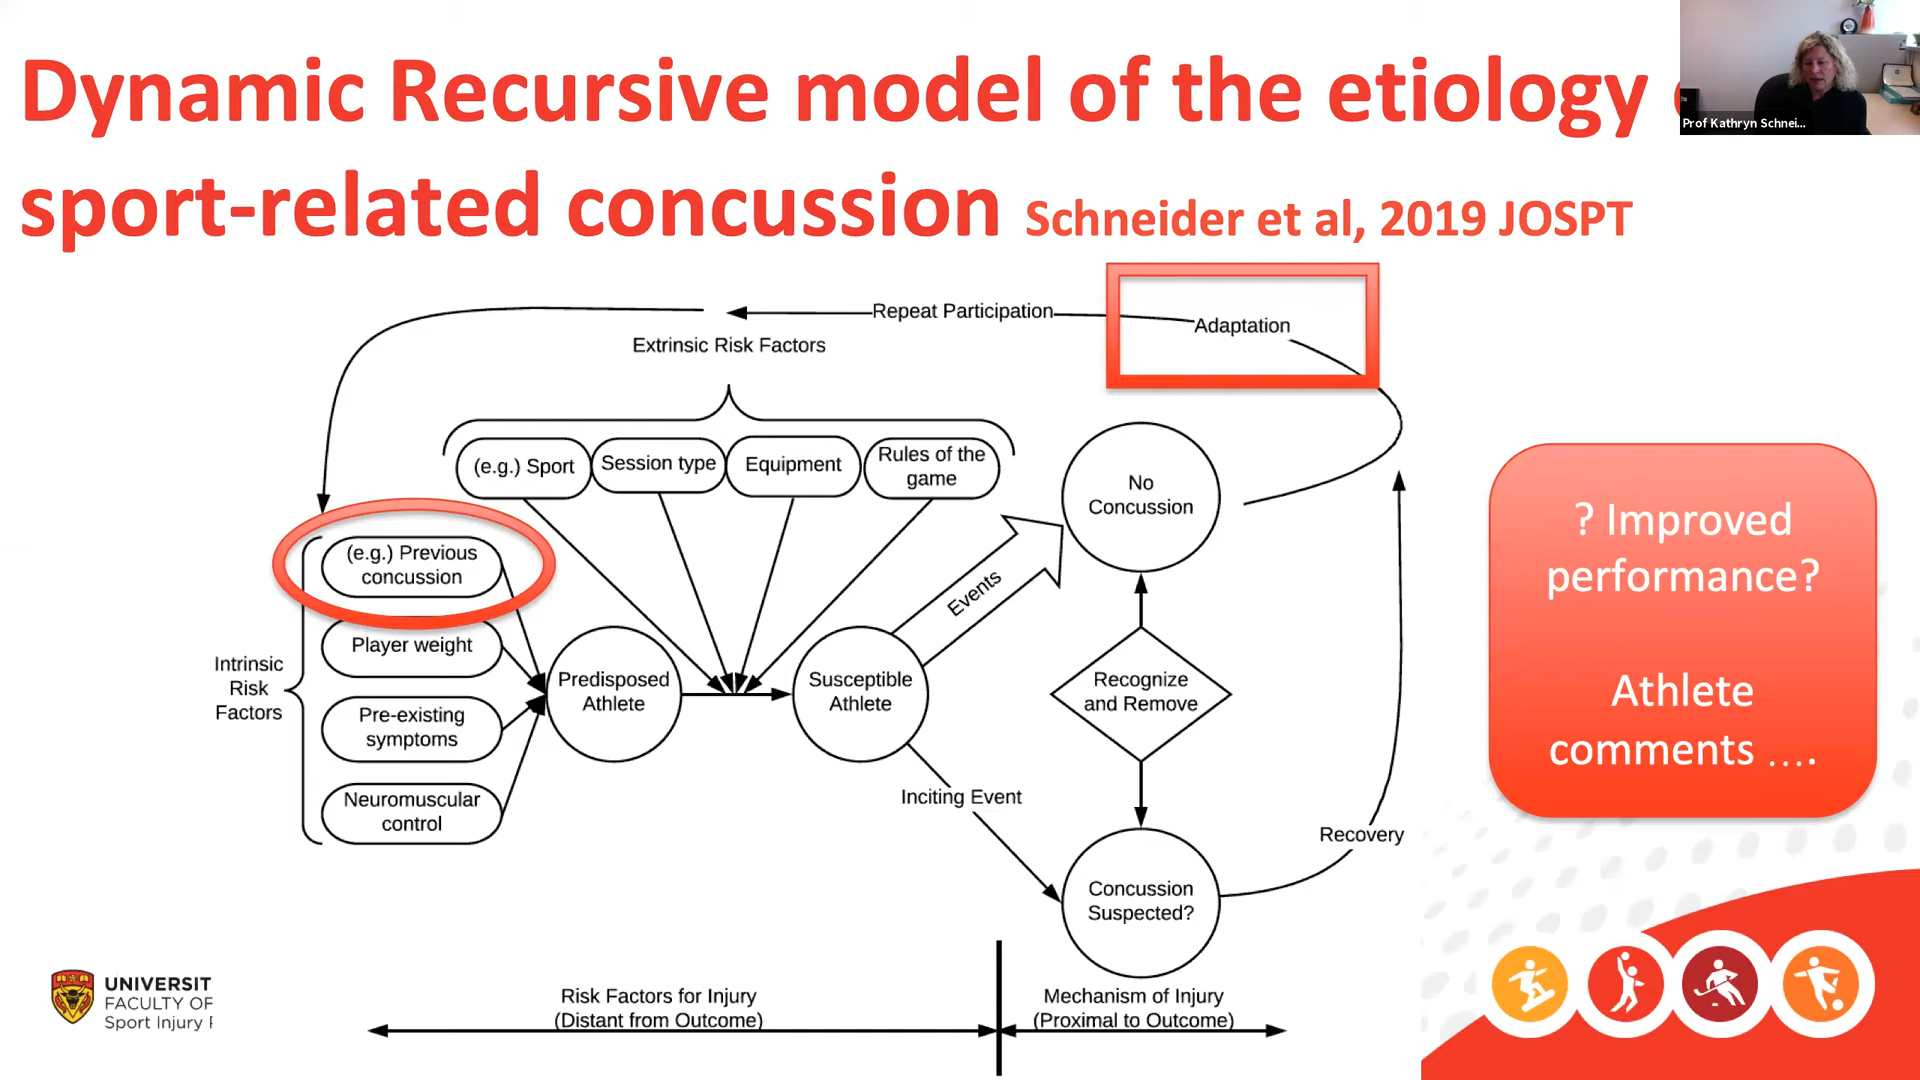 Dynamic Recursive model of the etiology
sport-related concussion Schneider et al, 2019 JOSPT
Prof Kathryn Schnei...
Repeat Participation
Adaptation
Extrinsic Risk Factors
(e.g.) Sport
Session type
Equipment
Rules of the
game
No
Concussion
? Improved
performance?
Athlete
comments ....
(e.g.) Previous
concussion
Player weight
Pre-existing
symptoms
Neuromuscular
control
Intrinsic
Risk
Factors
Predisposed
Athlete
Susceptible
Athlete
Events
Recognize
and Remove
Inciting Event
Concussion
Suspected?
Recovery
Risk Factors for Injury
(Distant from Outcome)
Mechanism of Injury
(Proximal to Outcome)
UNIVERSIT
FACULTY OF
Sport Injury